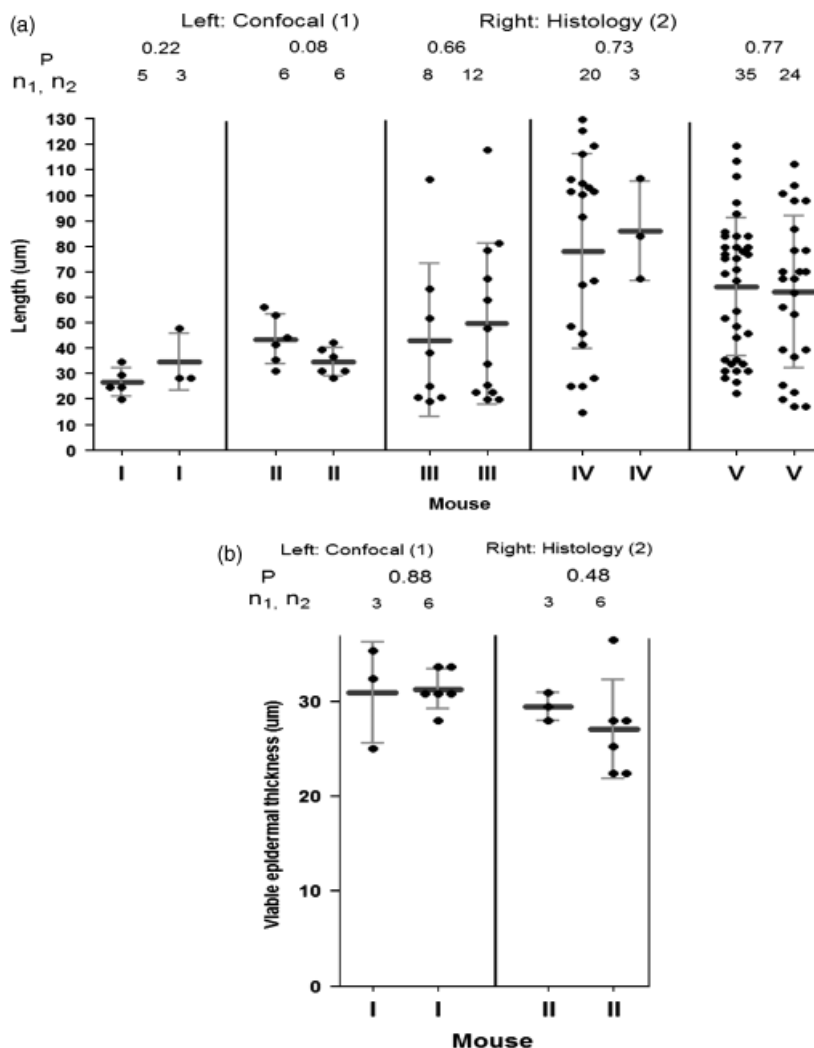 (a) Left: Confocal (1) Right: Histology (2)
P 0.22 0.08 0.66 0.73 0.77
n1, n2 5 3 6 6 8 12 20 3 35 24
130
120
110
100
90
80
70
60
50
40
30
20
10
0
Length (um)
I I II II III III IV IV V V
Mouse
(b) Left: Confocal (1) Right: Histology (2)
P 0.88 0.48
n1, n2 3 6 3 6
30
20
10
0
Viable epidermal thickness (um)
I I II II
Mouse